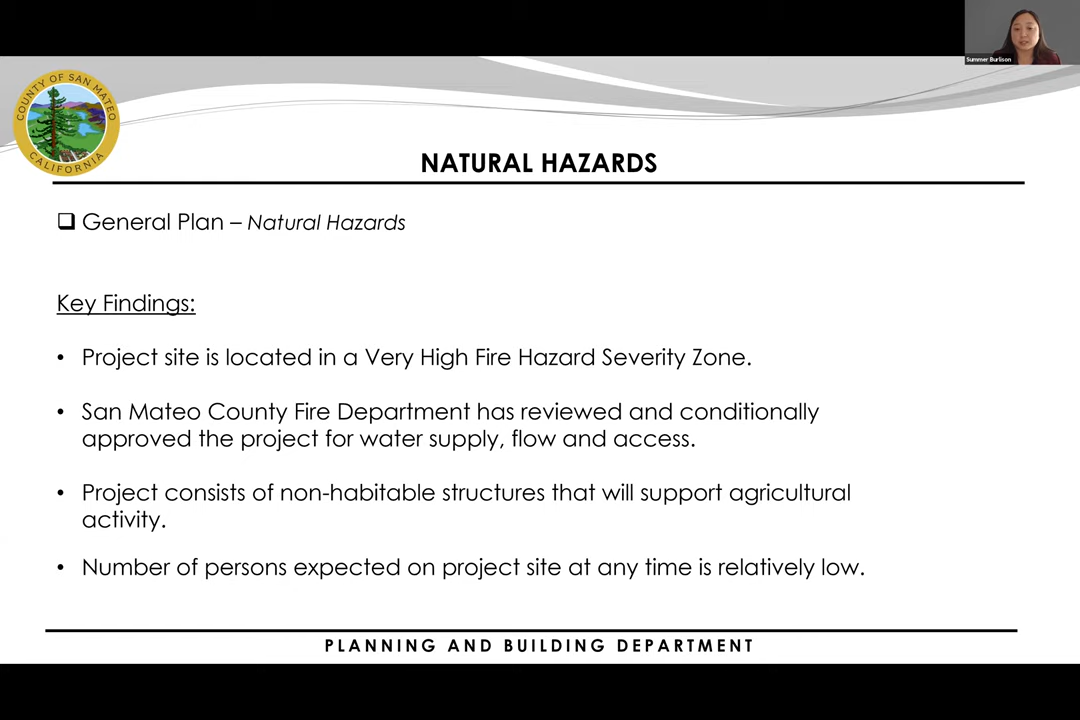 Summer Burlison
COUNTY OF SAN MATEO
CALIFORNIA
NATURAL HAZARDS
General Plan – Natural Hazards
Key Findings:
• Project site is located in a Very High Fire Hazard Severity Zone.
• San Mateo County Fire Department has reviewed and conditionally
approved the project for water supply, flow and access.
• Project consists of non-habitable structures that will support agricultural
activity.
• Number of persons expected on project site at any time is relatively low.
PLANNING AND BUILDING DEPARTMENT